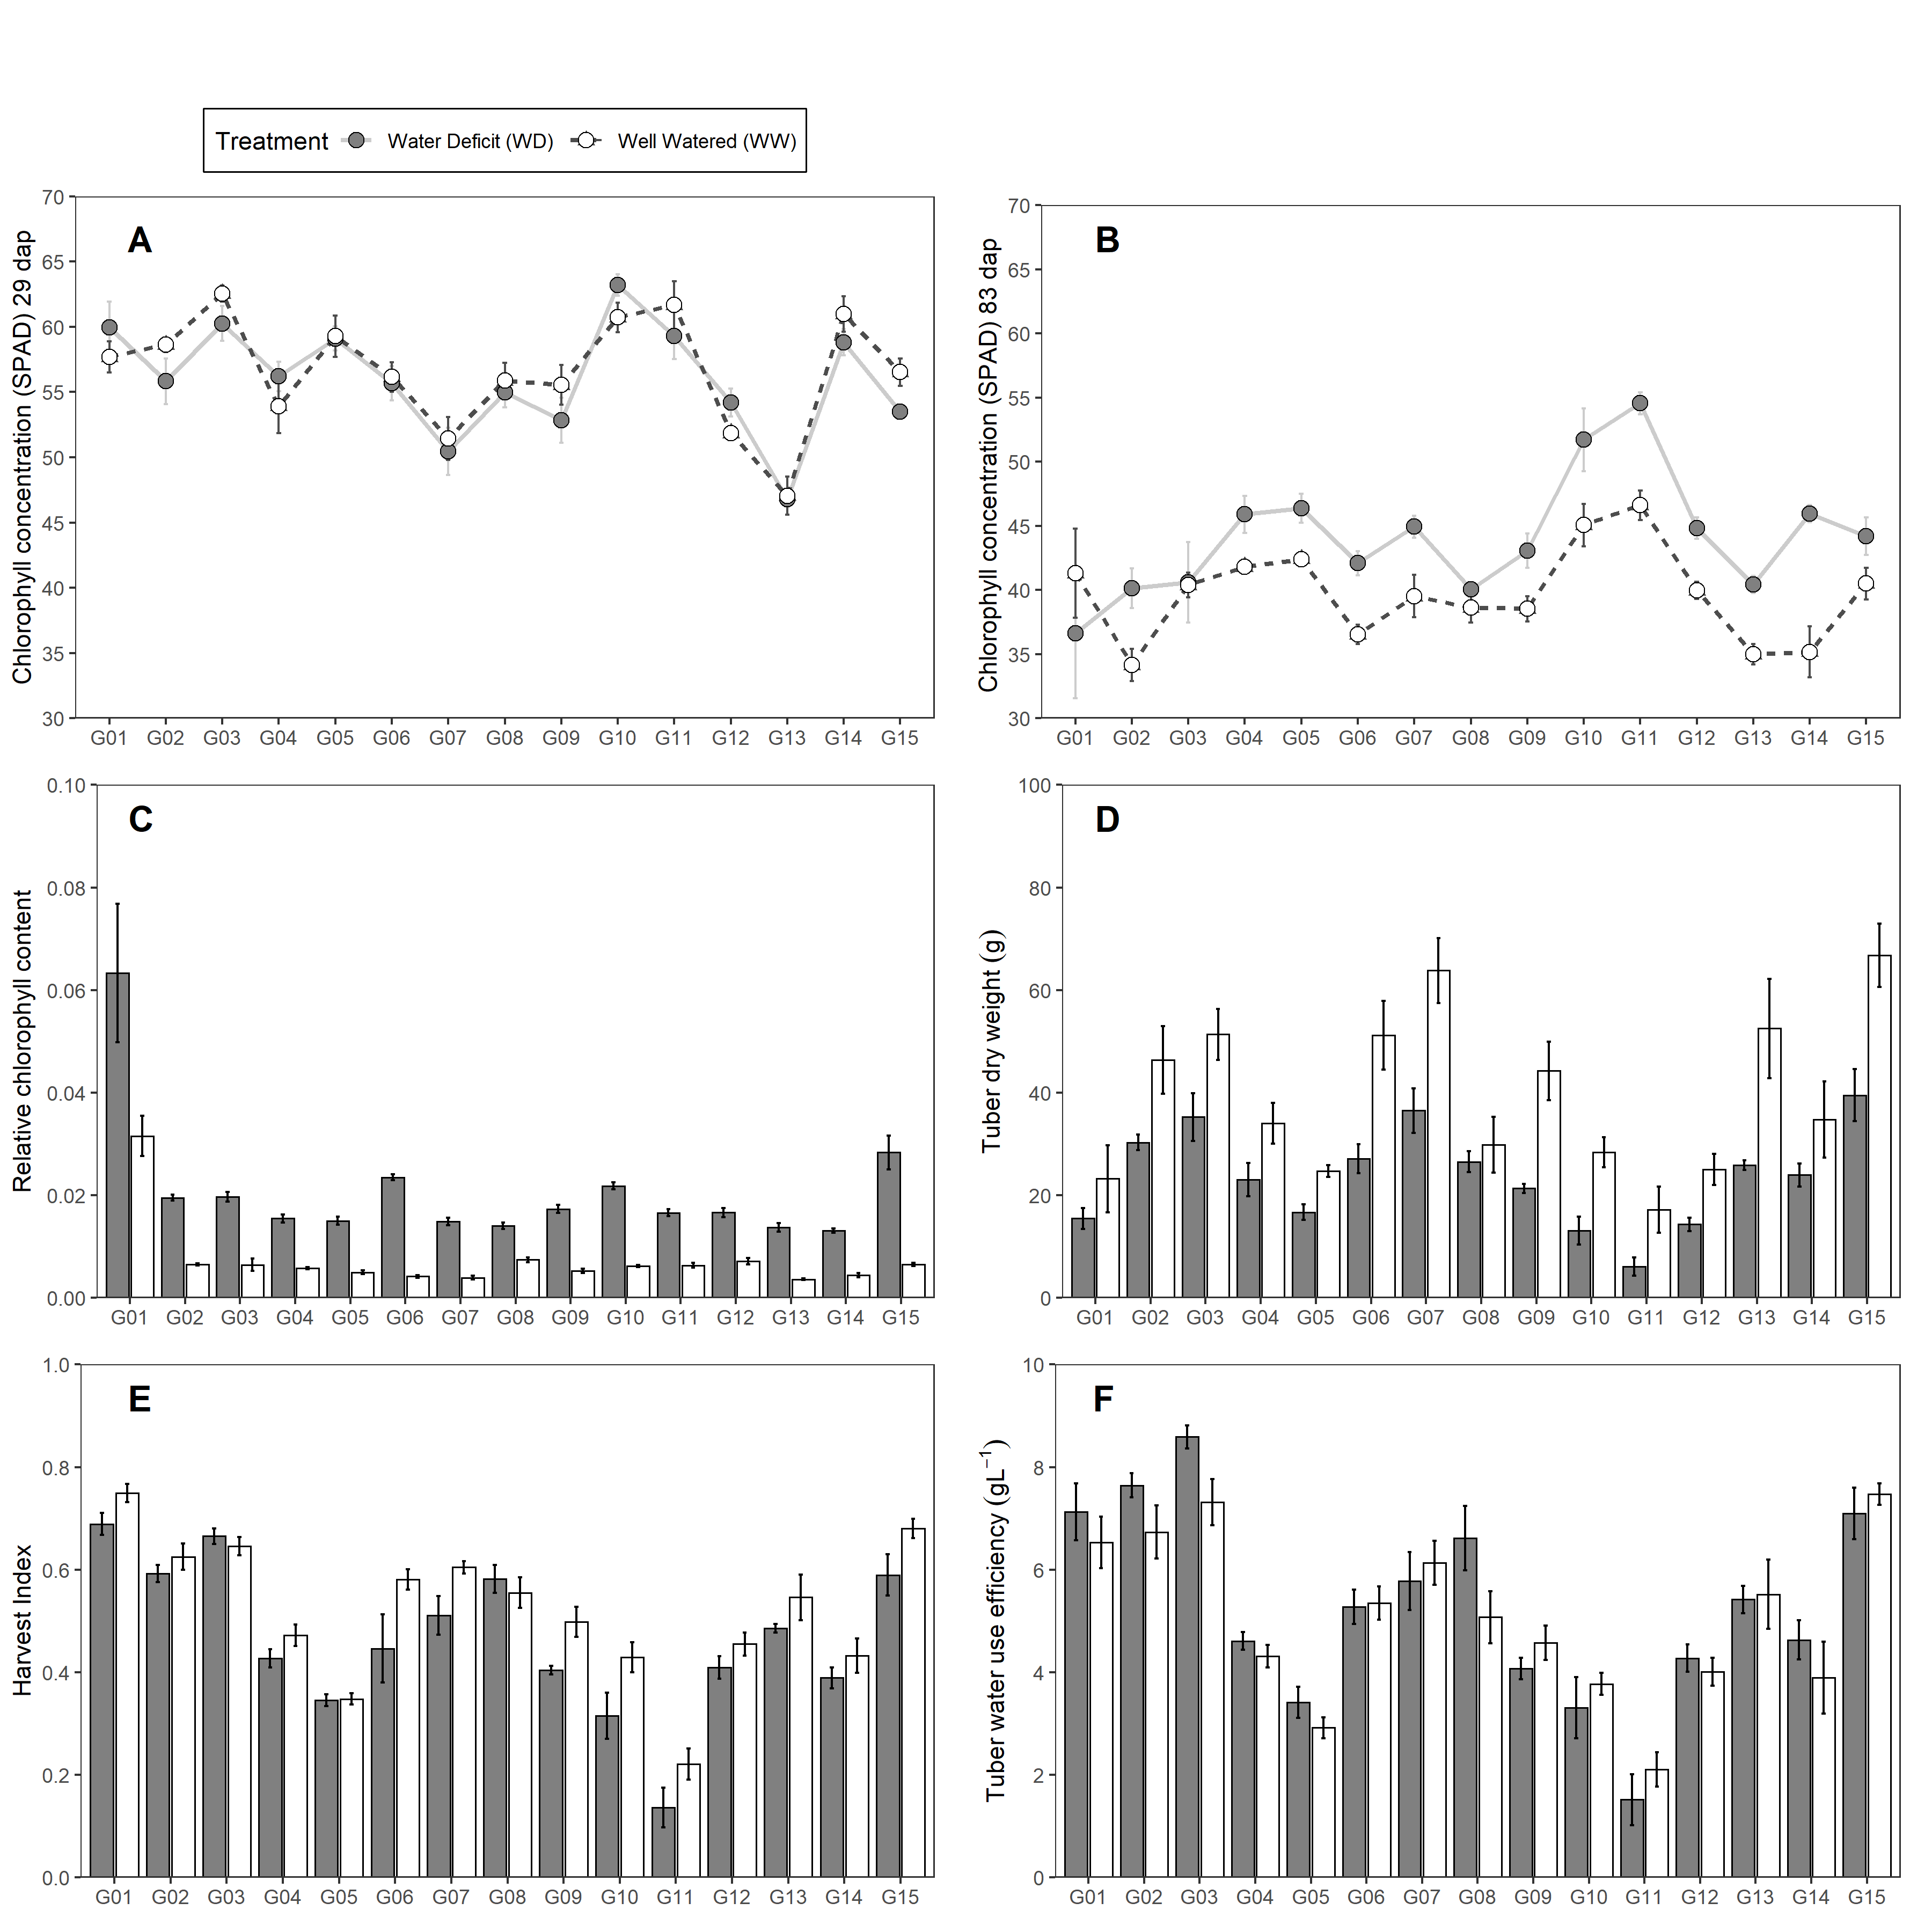 Treatment Water Deficit (WD) Well Watered (WW)
A
Chlorophyll concentration (SPAD) 29 dap
70
65
60
55
50
45
40
35
30
G01 G02 G03 G04 G05 G06 G07 G08 G09 G10 G11 G12 G13 G14 G15
B
Chlorophyll concentration (SPAD) 83 dap
70
65
60
55
50
45
40
35
30
G01 G02 G03 G04 G05 G06 G07 G08 G09 G10 G11 G12 G13 G14 G15
C
Relative chlorophyll content
0.10
0.08
0.06
0.04
0.02
0.00
G01 G02 G03 G04 G05 G06 G07 G08 G09 G10 G11 G12 G13 G14 G15
D
Tuber dry weight (g)
100
80
60
40
20
0
G01 G02 G03 G04 G05 G06 G07 G08 G09 G10 G11 G12 G13 G14 G15
E
Harvest Index
1.0
0.8
0.6
0.4
0.2
0.0
G01 G02 G03 G04 G05 G06 G07 G08 G09 G10 G11 G12 G13 G14 G15
F
Tuber water use efficiency (gL⁻¹)
10
8
6
4
2
0
G01 G02 G03 G04 G05 G06 G07 G08 G09 G10 G11 G12 G13 G14 G15